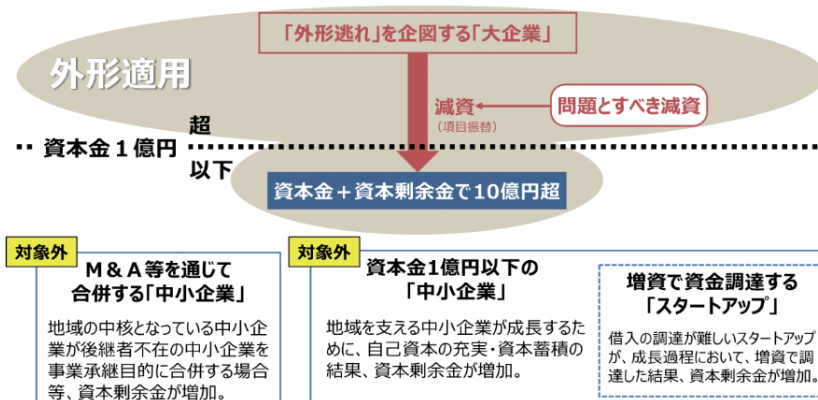 「外形逃れ」を企図する「大企業」
外形適用
減資
(項目振替)
問題とすべき減資
資本金1億円
超
以下
資本金+資本剰余金で10億円超
対象外
M&A等を通じて
合併する「中小企業」
地域の中核となっている中小企
業が後継者不在の中小企業を
事業承継目的に合併する場合
等、資本剰余金が増加。
対象外
資本金1億円以下の
「中小企業」
地域を支える中小企業が成長するた
めに、自己資本の充実・資本蓄積の
結果、資本剰余金が増加。
増資で資金調達する
「スタートアップ」
借入の調達が難しいスタートアップ
が、成長過程において、増資で調
達した結果、資本剰余金が増加。